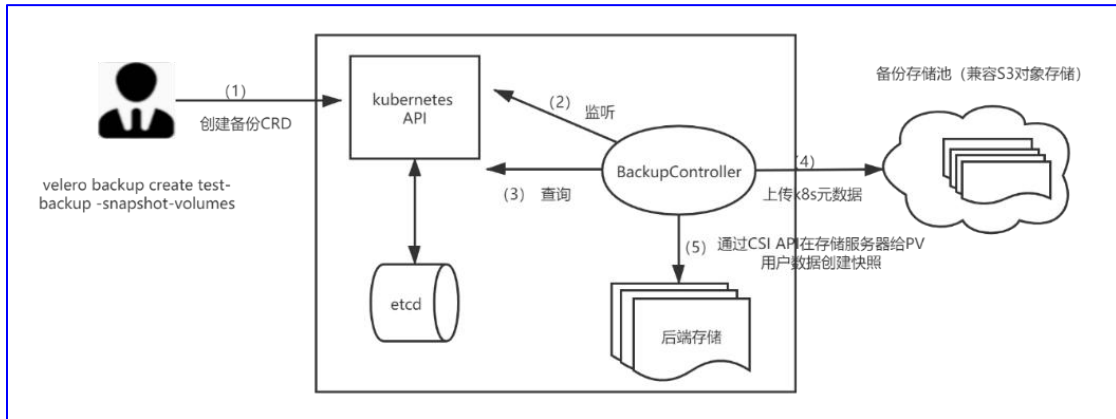 (1)
创建备份CRD
velero backup create test-
backup -snapshot-volumes
kubernetes
API
etcd
(2) 监听
(3) 查询
BackupController
(4)
上传k8s元数据
(5) 通过CSI API在存储服务器给PV
用户数据创建快照
后端存储
备份存储池（兼容S3对象存储）